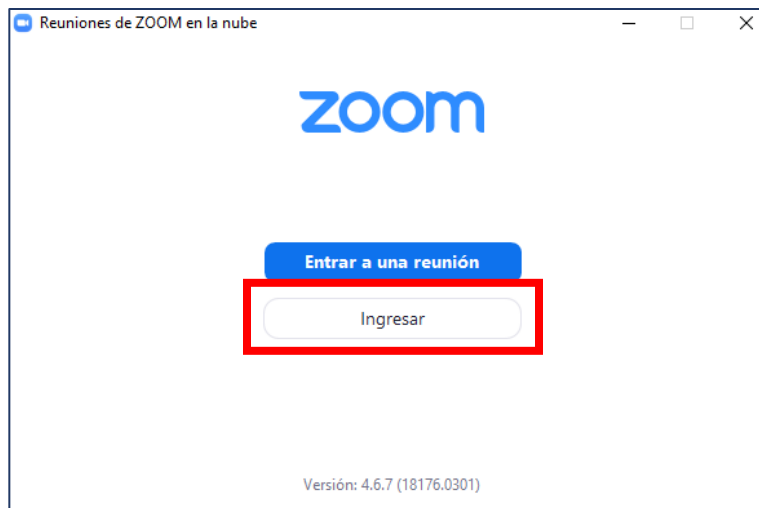 Reuniones de ZOOM en la nube
zoom
Entrar a una reunión
Ingresar
Versión: 4.6.7 (18176.0301)